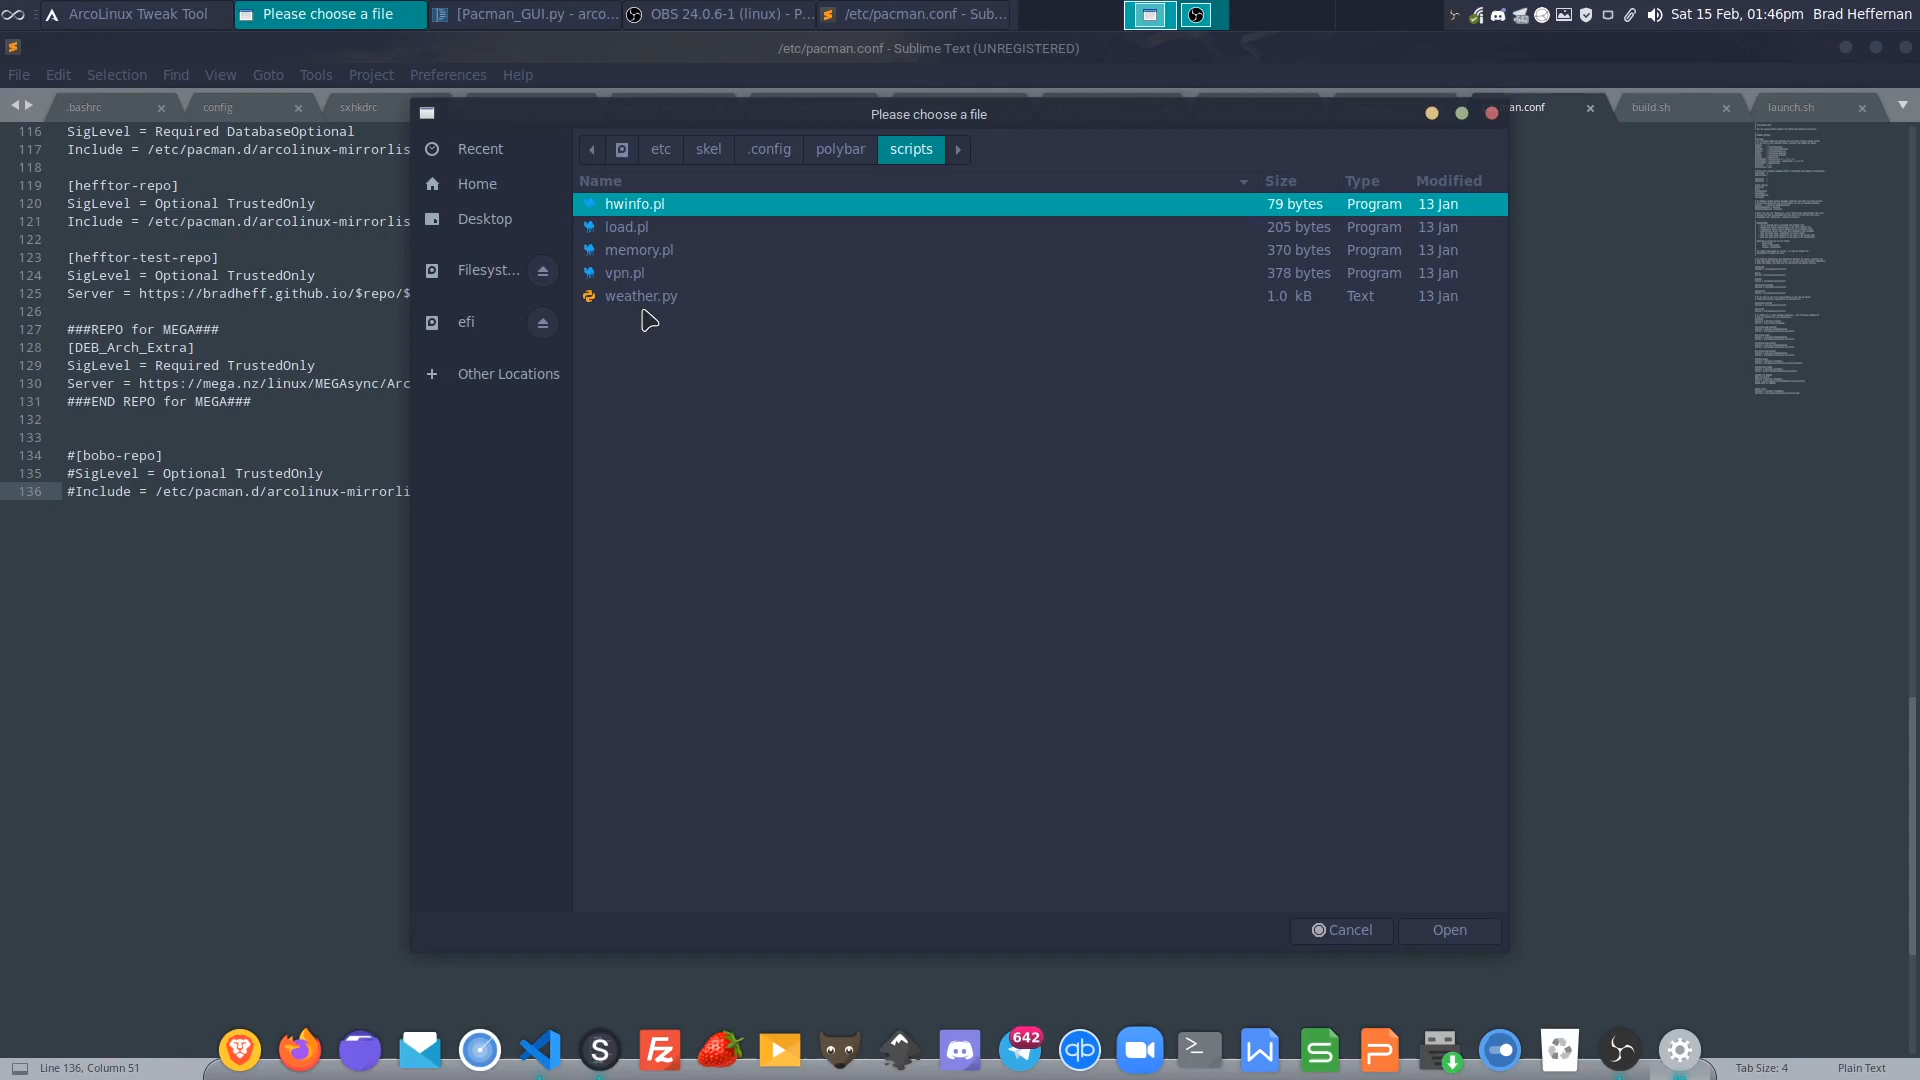 ArcoLinux Tweak Tool
Please choose a file
[Pacman_GUI.py - arco...
OBS 24.0.6-1 (linux) - P...
/etc/pacman.conf - Sub...
Sat 15 Feb, 01:46pm
Brad Heffernan
/etc/pacman.conf - Sublime Text (UNREGISTERED)
File Edit Selection Find View Goto Tools Project Preferences Help
.bashrc
config
sxhkdrc
man.conf
build.sh
launch.sh
116 SigLevel = Required DatabaseOptional
117 Include = /etc/pacman.d/arcolinux-mirrorlis
118
119 [hefftor-repo]
120 SigLevel = Optional TrustedOnly
121 Include = /etc/pacman.d/arcolinux-mirrorlis
122
123 [hefftor-test-repo]
124 SigLevel = Optional TrustedOnly
125 Server = https://bradheff.github.io/$repo/$
126
127 ###REPO for MEGA###
128 [DEB_Arch_Extra]
129 SigLevel = Required TrustedOnly
130 Server = https://mega.nz/linux/MEGAsync/Arc
131 ###END REPO for MEGA###
132
133
134 #[bobo-repo]
135 #SigLevel = Optional TrustedOnly
136 #Include = /etc/pacman.d/arcolinux-mirrorli
Please choose a file
Recent
Home
Desktop
Filesyst...
efi
Other Locations
etc skel .config polybar scripts
Name Size Type Modified
hwinfo.pl 79 bytes Program 13 Jan
load.pl 205 bytes Program 13 Jan
memory.pl 370 bytes Program 13 Jan
vpn.pl 378 bytes Program 13 Jan
weather.py 1.0 kB Text 13 Jan
Cancel
Open
642
Line 136, Column 51
Tab Size: 4
Plain Text